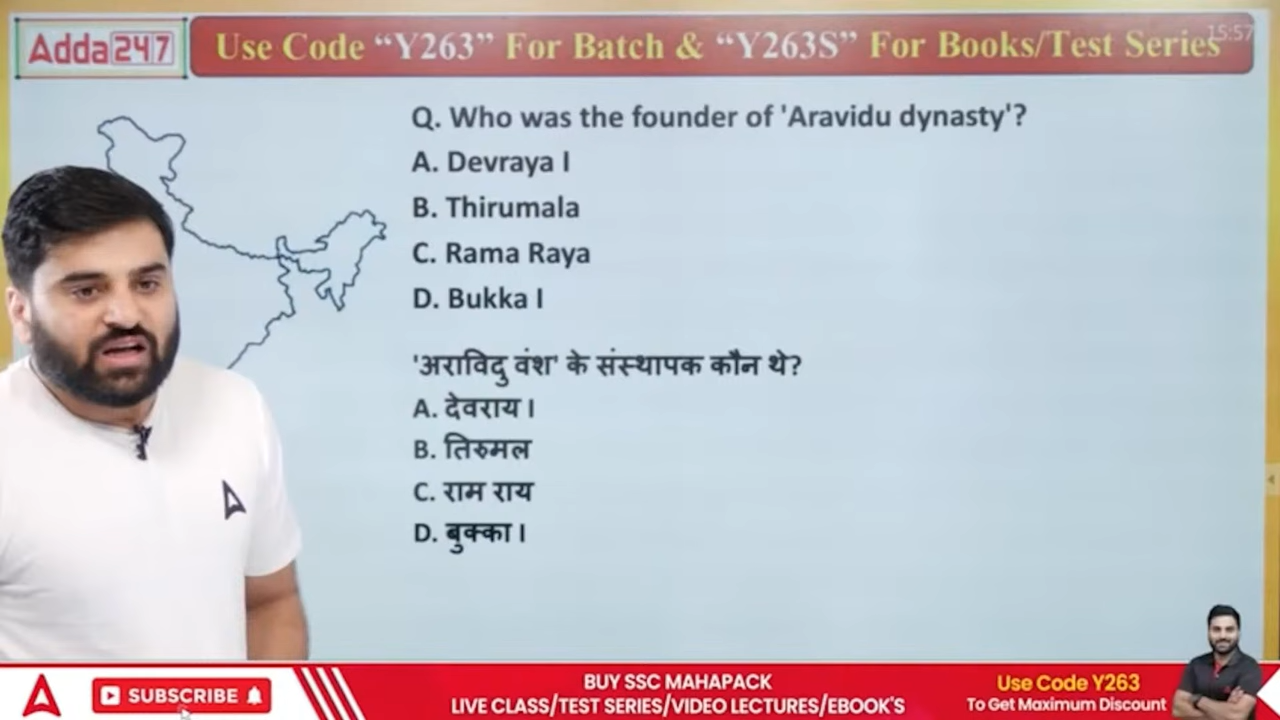 Adda247
Use Code “Y263” For Batch & “Y263S” For Books/Test Series
15:57
Q. Who was the founder of 'Aravidu dynasty'?
A. Devraya I
B. Thirumala
C. Rama Raya
D. Bukka I
'अराविदु वंश' के संस्थापक कौन थे?
A. देवराय I
B. तिरुमल
C. राम राय
D. बुक्का I
SUBSCRIBE
BUY SSC MAHAPACK
LIVE CLASS/TEST SERIES/VIDEO LECTURES/EBOOK'S
Use Code Y263
To Get Maximum Discount